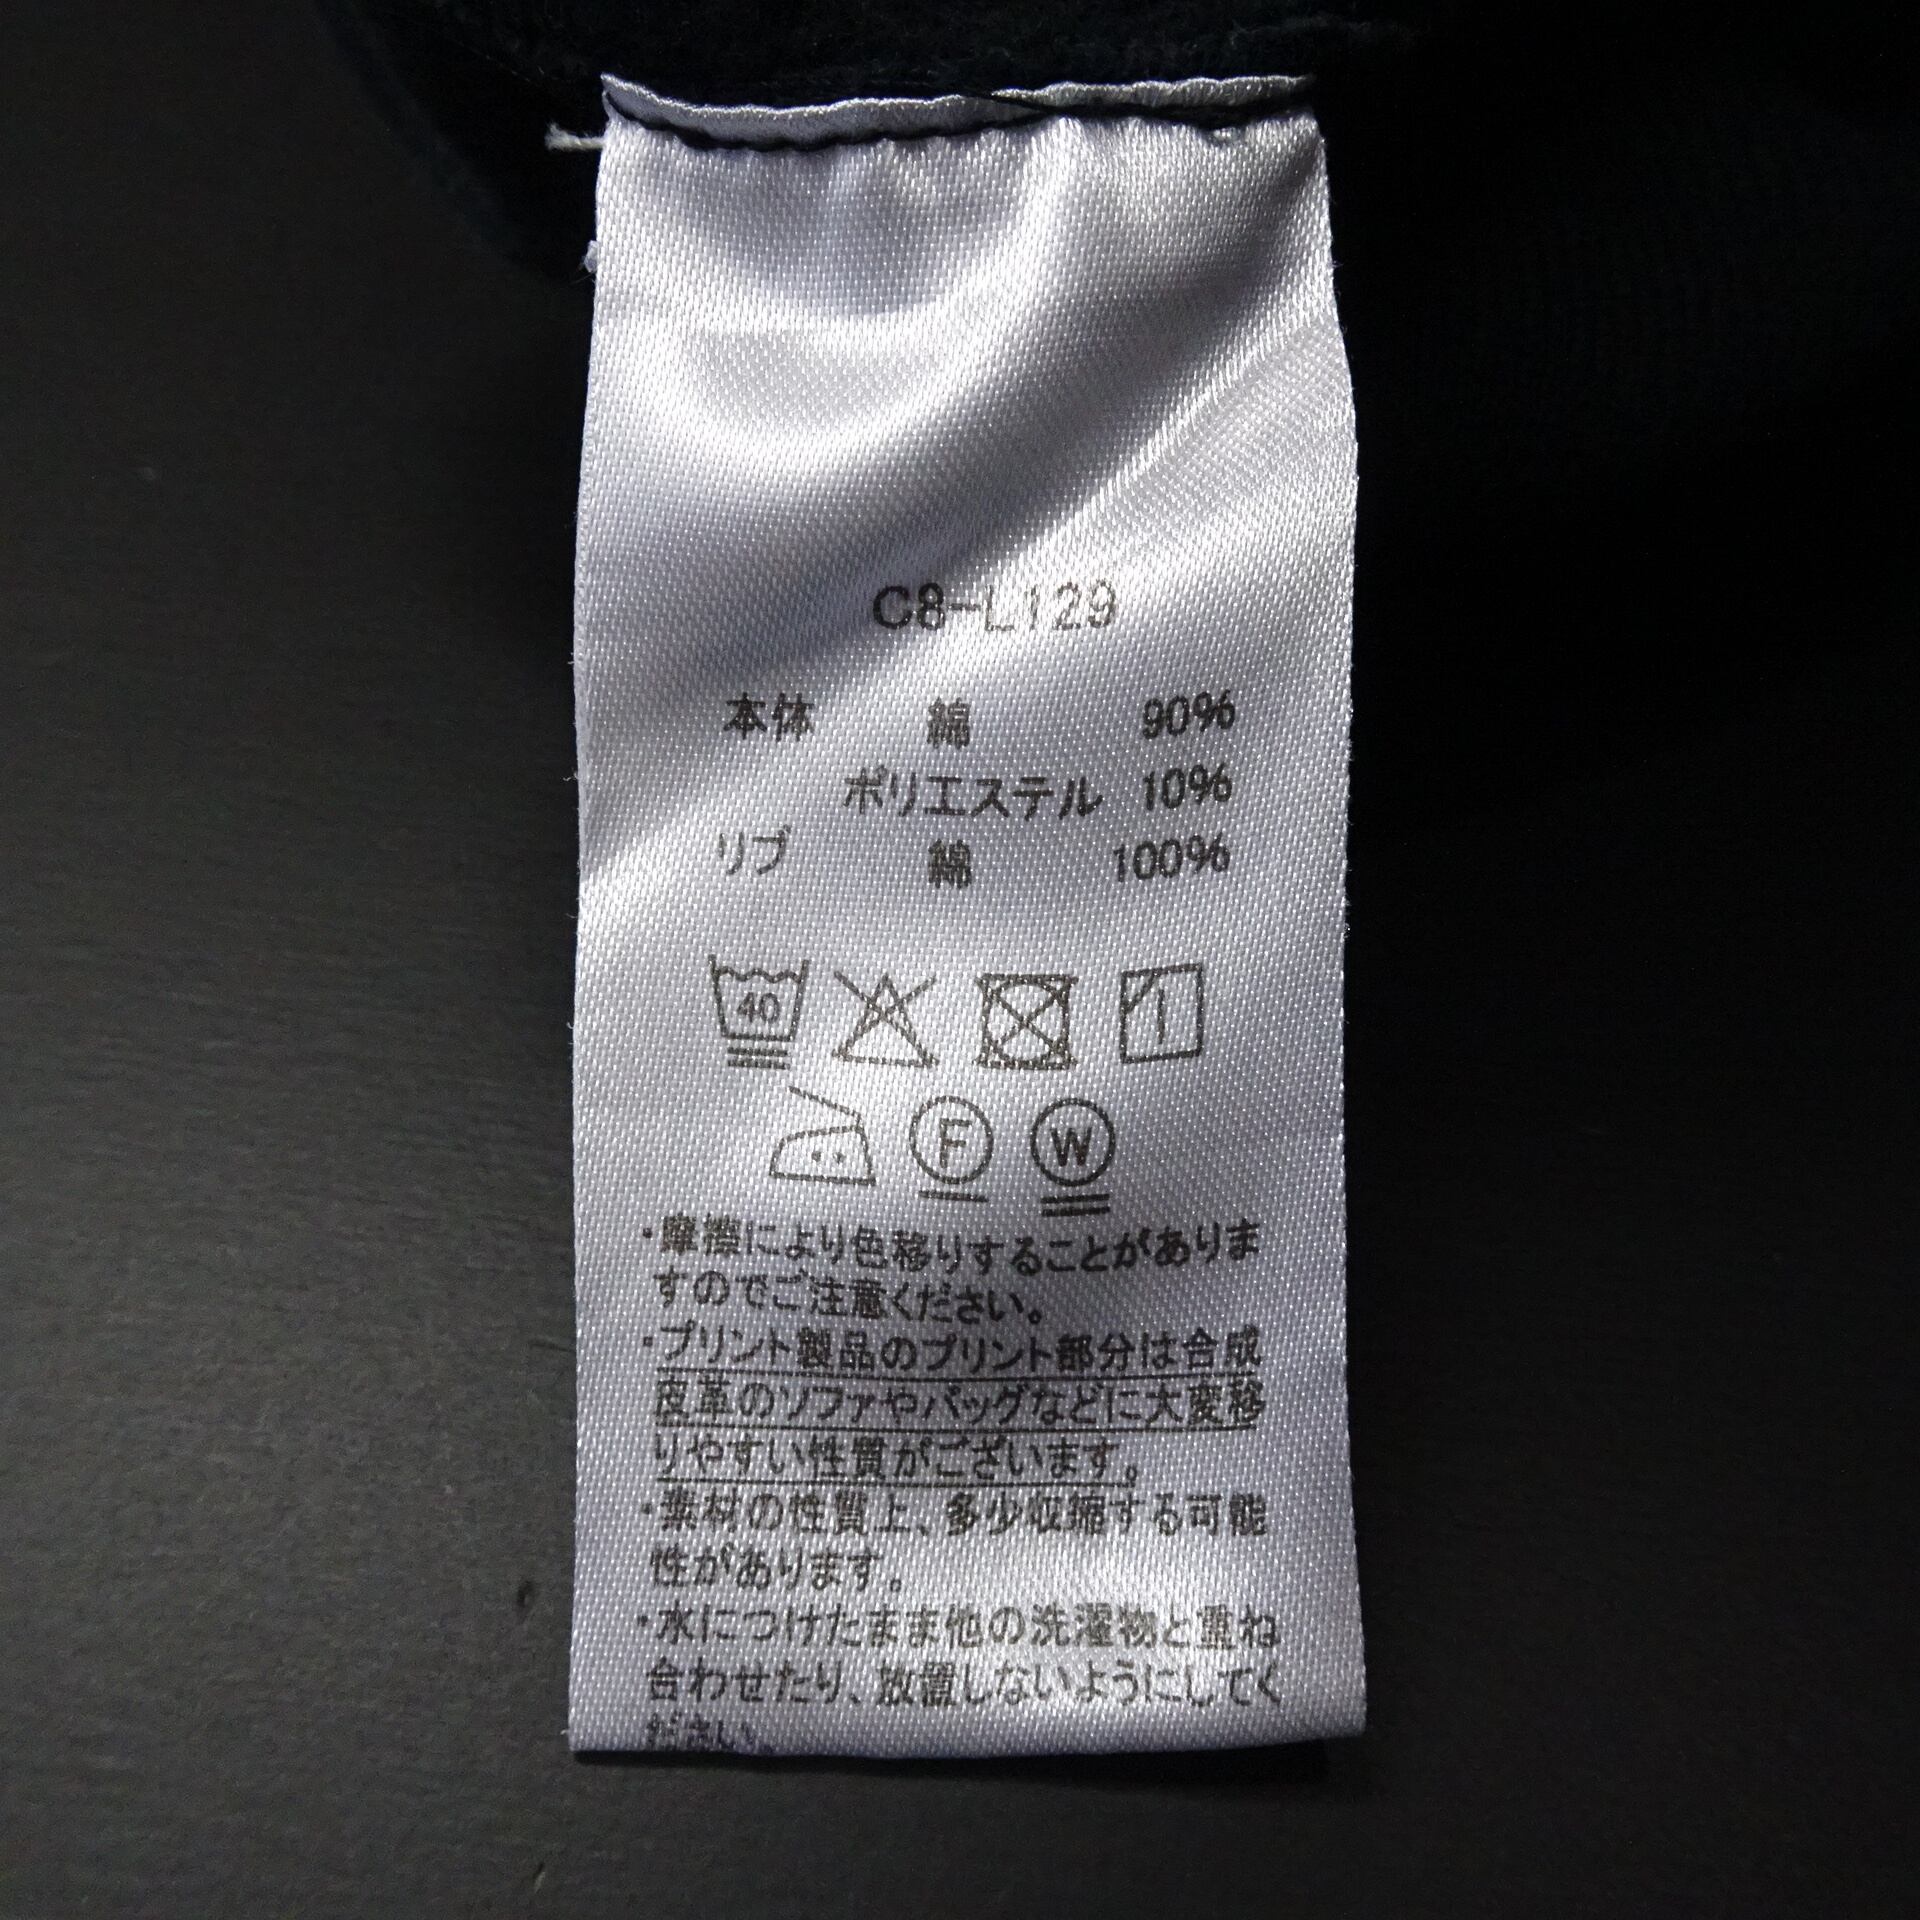 C8-L129
本体 綿 90%
ポリエステル 10%
リブ 綿 100%
40
F W
・摩擦により色移りすることがありま
すのでご注意ください。
・プリント製品のプリント部分は合成
皮革のソファやバッグなどに大変移
りやすい性質がございます。
・素材の性質上、多少収縮する可能
性があります。
・水につけたまま他の洗濯物と重ね
合わせたり、放置しないようにしてく
ださい。